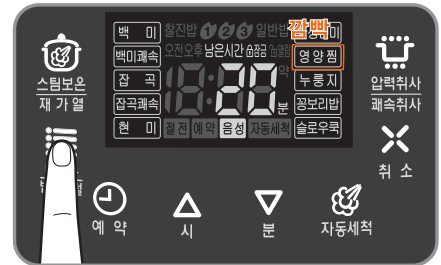 백 미 찰진밥 ❶❷❸ 일반밥 미
깜빡
백미쾌속 오전오후 남은시간
영양찜
잡 곡 20 분
누룽지
잡곡쾌속
꽁보리밥
현 미 절전 예약 음성 자동세척 슬로우쿡
스팀보온
재 가 열
압력취사
쾌속취사
취 소
예 약
시
분
자동세척